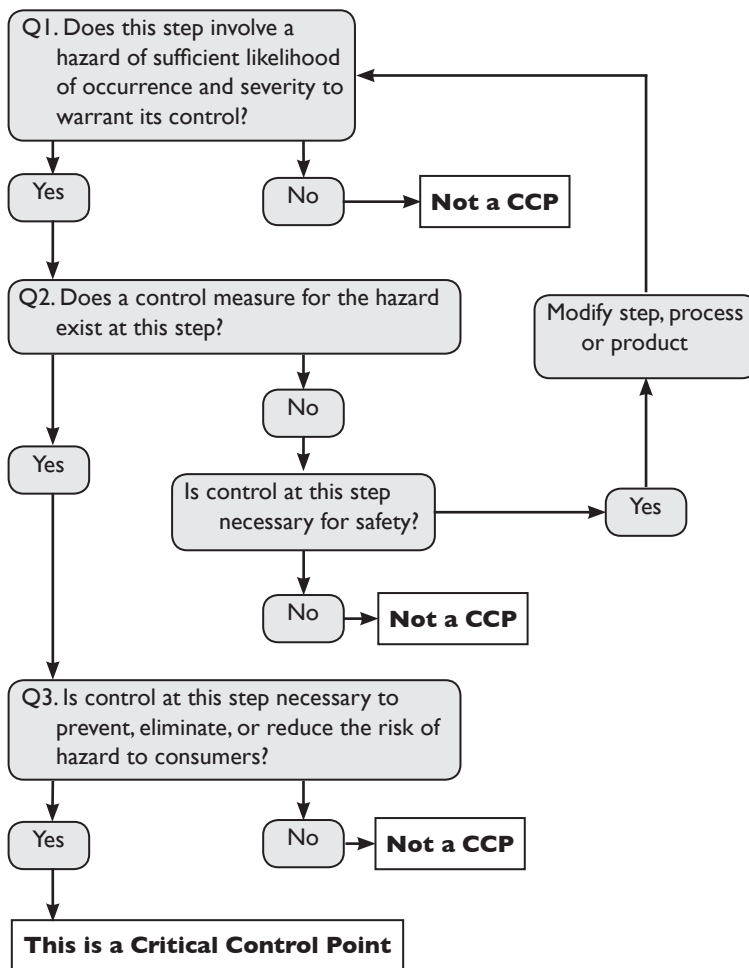 Q1. Does this step involve a
hazard of sufficient likelihood
of occurrence and severity to
warrant its control?
Yes
No
Not a CCP
Q2. Does a control measure for the hazard
exist at this step?
Modify step, process
or product
No
Yes
Is control at this step
necessary for safety?
Yes
No
Not a CCP
Q3. Is control at this step necessary to
prevent, eliminate, or reduce the risk of
hazard to consumers?
Yes
No
Not a CCP
This is a Critical Control Point